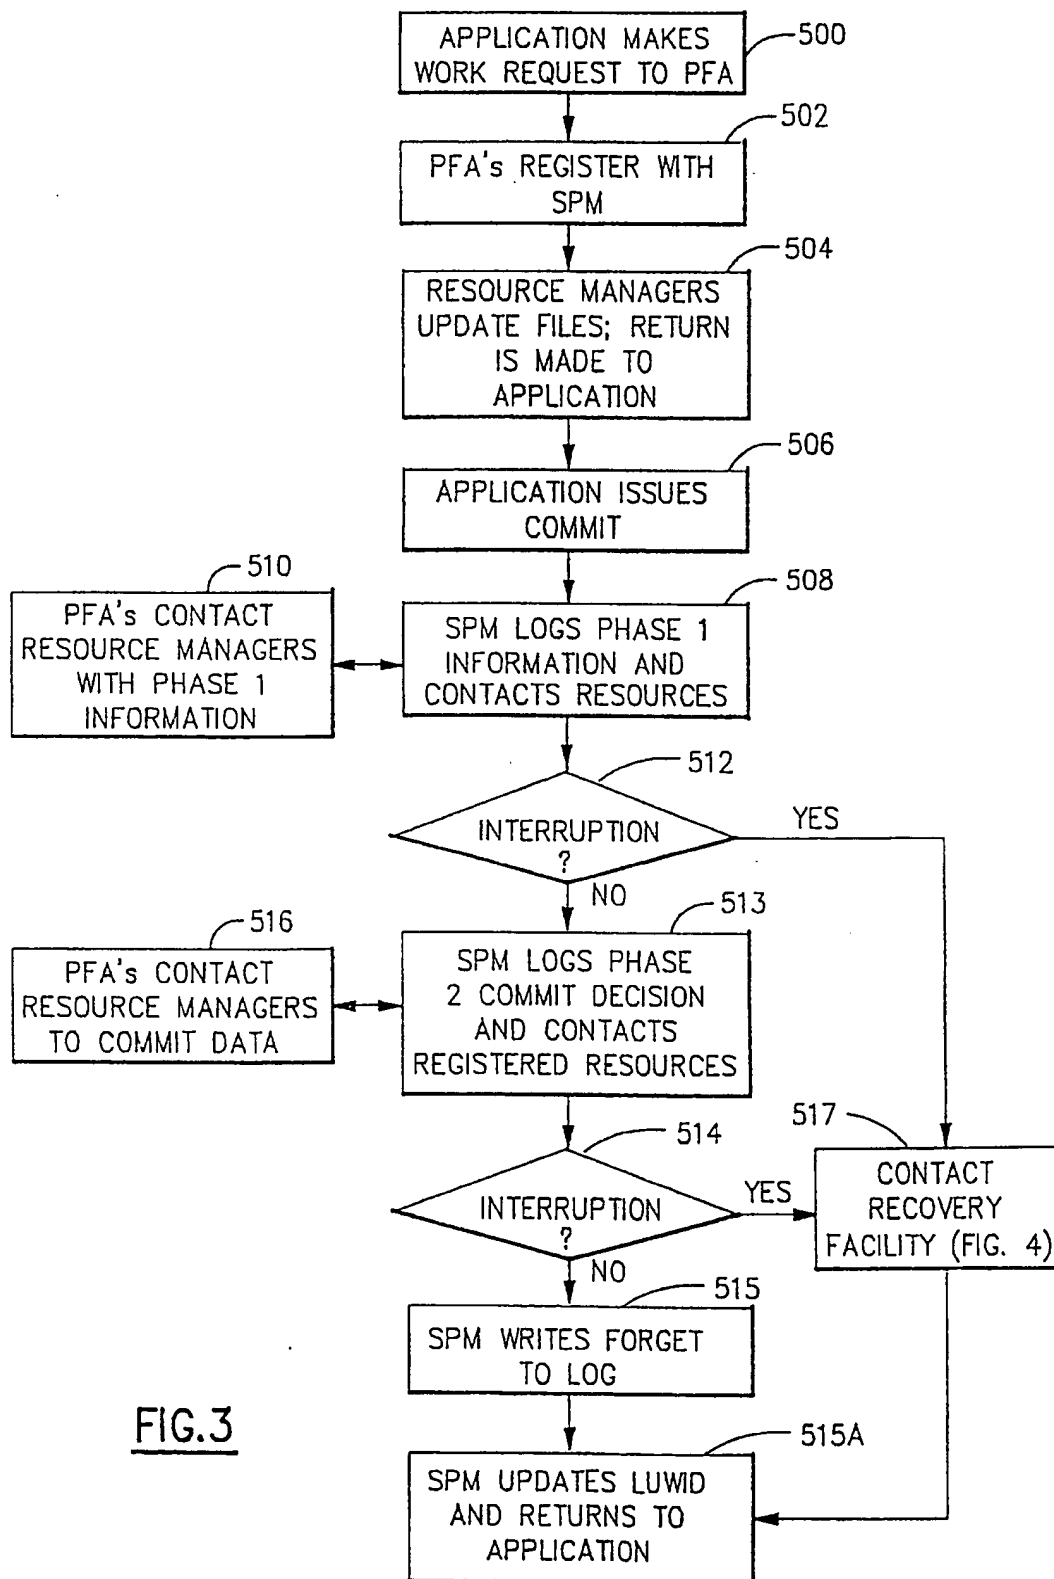 APPLICATION MAKES
WORK REQUEST TO PFA
500
502
PFA's REGISTER WITH
SPM
504
RESOURCE MANAGERS
UPDATE FILES; RETURN
IS MADE TO
APPLICATION
506
APPLICATION ISSUES
COMMIT
510
PFA's CONTACT
RESOURCE MANAGERS
WITH PHASE 1
INFORMATION
508
SPM LOGS PHASE 1
INFORMATION AND
CONTACTS RESOURCES
512
INTERRUPTION
?
YES
NO
516
PFA's CONTACT
RESOURCE MANAGERS
TO COMMIT DATA
513
SPM LOGS PHASE
2 COMMIT DECISION
AND CONTACTS
REGISTERED RESOURCES
514
INTERRUPTION
?
YES
NO
517
CONTACT
RECOVERY
FACILITY (FIG. 4)
515
SPM WRITES FORGET
TO LOG
515A
SPM UPDATES LUWID
AND RETURNS TO
APPLICATION
FIG.3